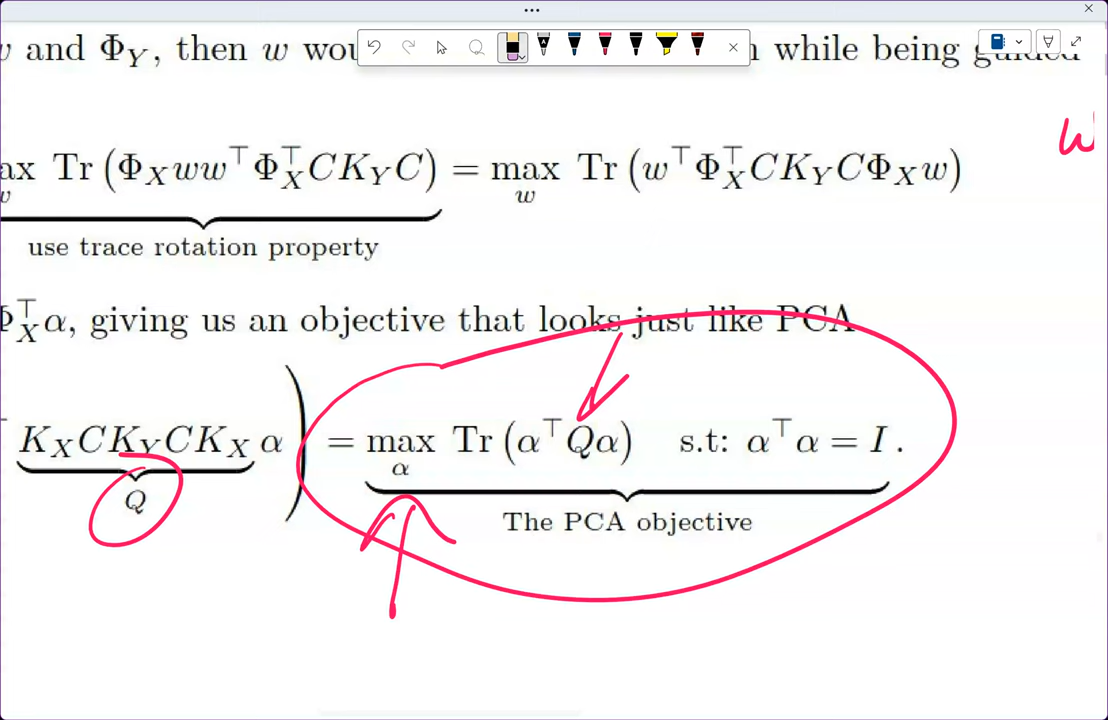 and Φ_Y, then w wou while being guided
w
Tr (Φ_X w w^⊤ Φ_X^⊤ C K_Y C) = max_w Tr (w^⊤ Φ_X^⊤ C K_Y C Φ_X w)
use trace rotation property
Φ_X^⊤ α, giving us an objective that looks just like PCA
K_X C K_Y C K_X α ) = max_α Tr (α^⊤ Q α) s.t: α^⊤ α = I .
Q
The PCA objective